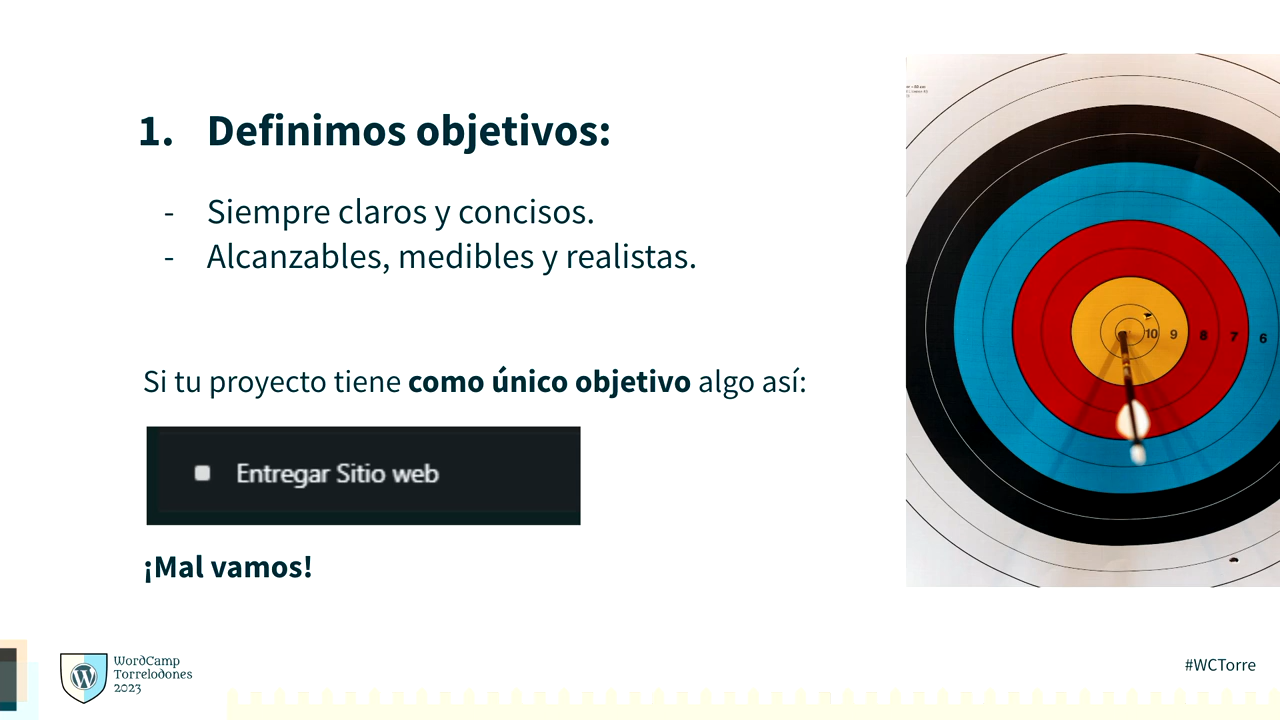 1. Definimos objetivos:
- Siempre claros y concisos.
- Alcanzables, medibles y realistas.
Si tu proyecto tiene como único objetivo algo así:
Entregar Sitio web
¡Mal vamos!
10 9 8 7 6
WordCamp
Torrelodones
2023
#WCTorre